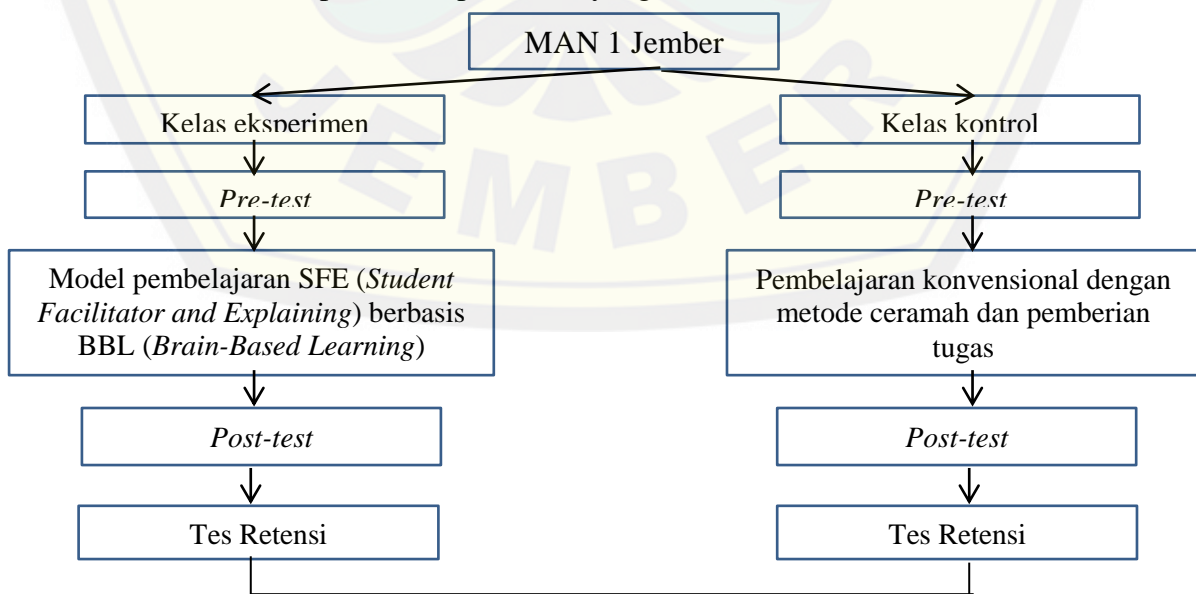 MAN 1 Jember
Kelas eksperimen
Kelas kontrol
Pre-test
Pre-test
Model pembelajaran SFE (Student
Facilitator and Explaining) berbasis
BBL (Brain-Based Learning)
Pembelajaran konvensional dengan
metode ceramah dan pemberian
tugas
Post-test
Post-test
Tes Retensi
Tes Retensi
JEMBER